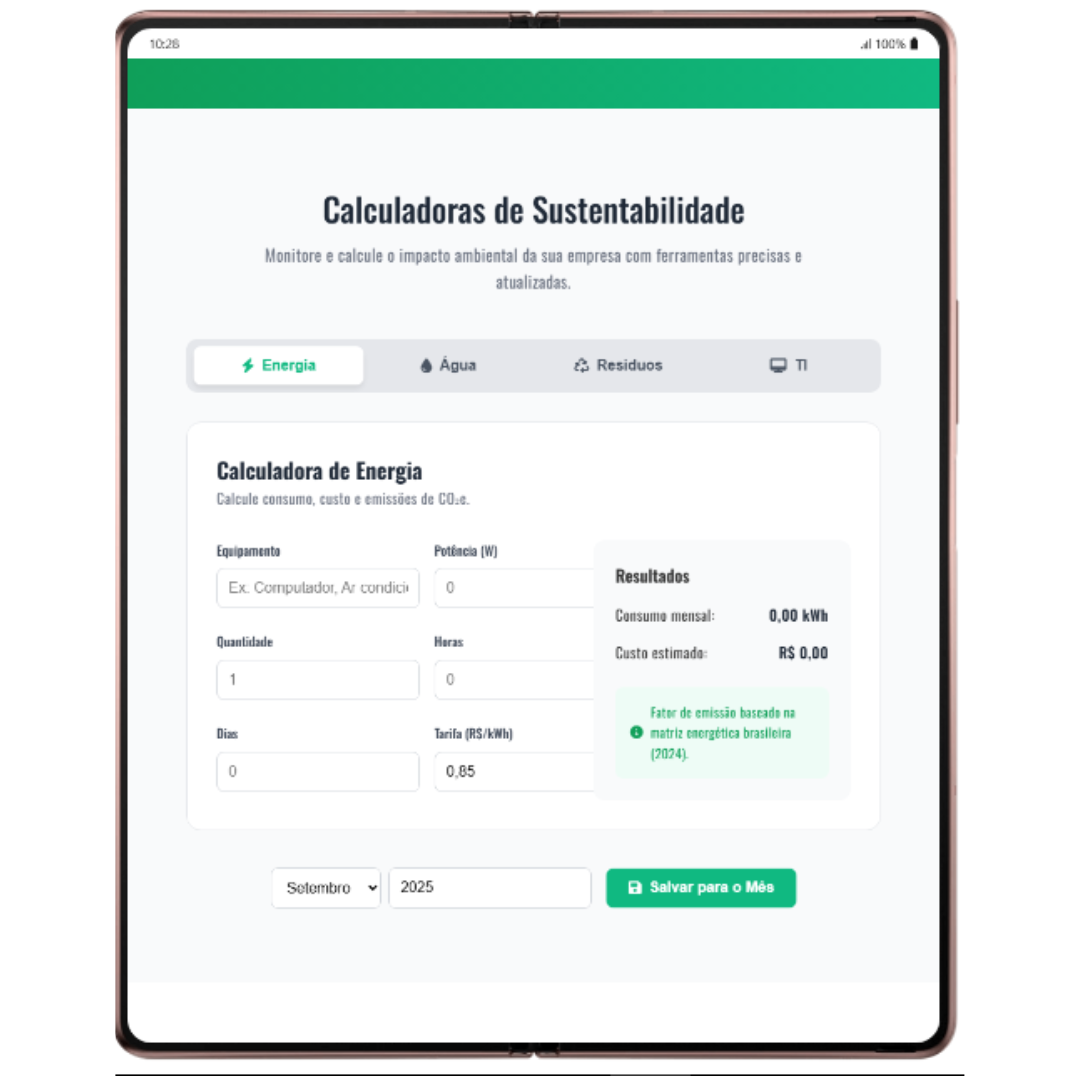 10:28
100%
Calculadoras de Sustentabilidade
Monitore e calcule o impacto ambiental da sua empresa com ferramentas precisas e
atualizadas.
Energia
Água
Resíduos
TI
Calculadora de Energia
Calcule consumo, custo e emissões de CO₂e.
Equipamento
Potência (W)
Ex. Computador, Ar condici
0
Quantidade
Horas
1
0
Dias
Tarifa (R$/kWh)
0
0,85
Resultados
Consumo mensal:
0,00 kWh
Custo estimado:
R$ 0,00
Fator de emissão baseado na
matriz energética brasileira
(2024).
Setembro
2025
Salvar para o Mês